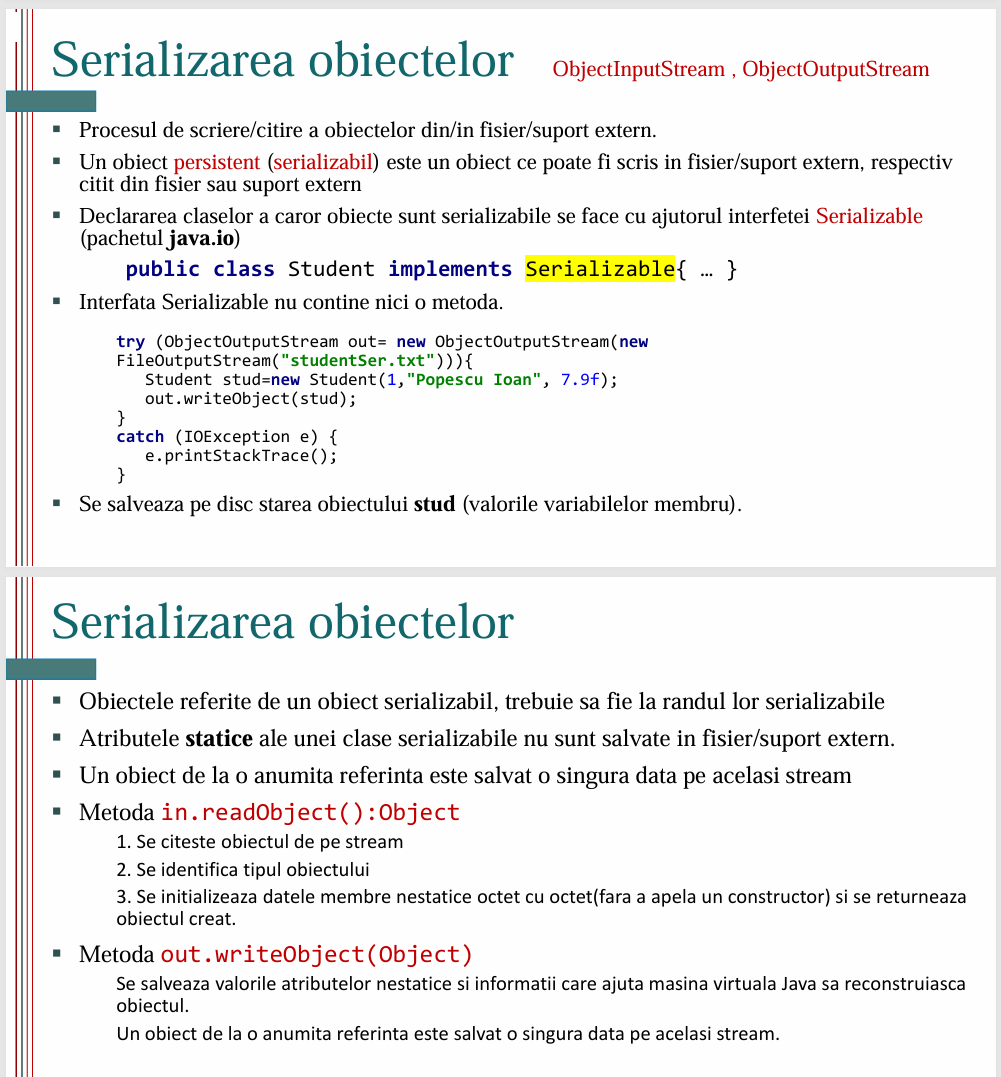 Serializarea obiectelor ObjectInputStream , ObjectOutputStream
▪ Procesul de scriere/citire a obiectelor din/in fisier/suport extern.
▪ Un obiect persistent (serializabil) este un obiect ce poate fi scris in fisier/suport extern, respectiv
citit din fisier sau suport extern
▪ Declararea claselor a caror obiecte sunt serializabile se face cu ajutorul interfetei Serializable
(pachetul java.io)
public class Student implements Serializable{ … }
▪ Interfata Serializable nu contine nici o metoda.
try (ObjectOutputStream out= new ObjectOutputStream(new
FileOutputStream("studentSer.txt"))){
Student stud=new Student(1,"Popescu Ioan", 7.9f);
out.writeObject(stud);
}
catch (IOException e) {
e.printStackTrace();
}
▪ Se salveaza pe disc starea obiectului stud (valorile variabilelor membru).
Serializarea obiectelor
▪ Obiectele referite de un obiect serializabil, trebuie sa fie la randul lor serializabile
▪ Atributele statice ale unei clase serializabile nu sunt salvate in fisier/suport extern.
▪ Un obiect de la o anumita referinta este salvat o singura data pe acelasi stream
▪ Metoda in.readObject():Object
1. Se citeste obiectul de pe stream
2. Se identifica tipul obiectului
3. Se initializeaza datele membre nestatice octet cu octet(fara a apela un constructor) si se returneaza
obiectul creat.
▪ Metoda out.writeObject(Object)
Se salveaza valorile atributelor nestatice si informatii care ajuta masina virtuala Java sa reconstruiasca
obiectul.
Un obiect de la o anumita referinta este salvat o singura data pe acelasi stream.